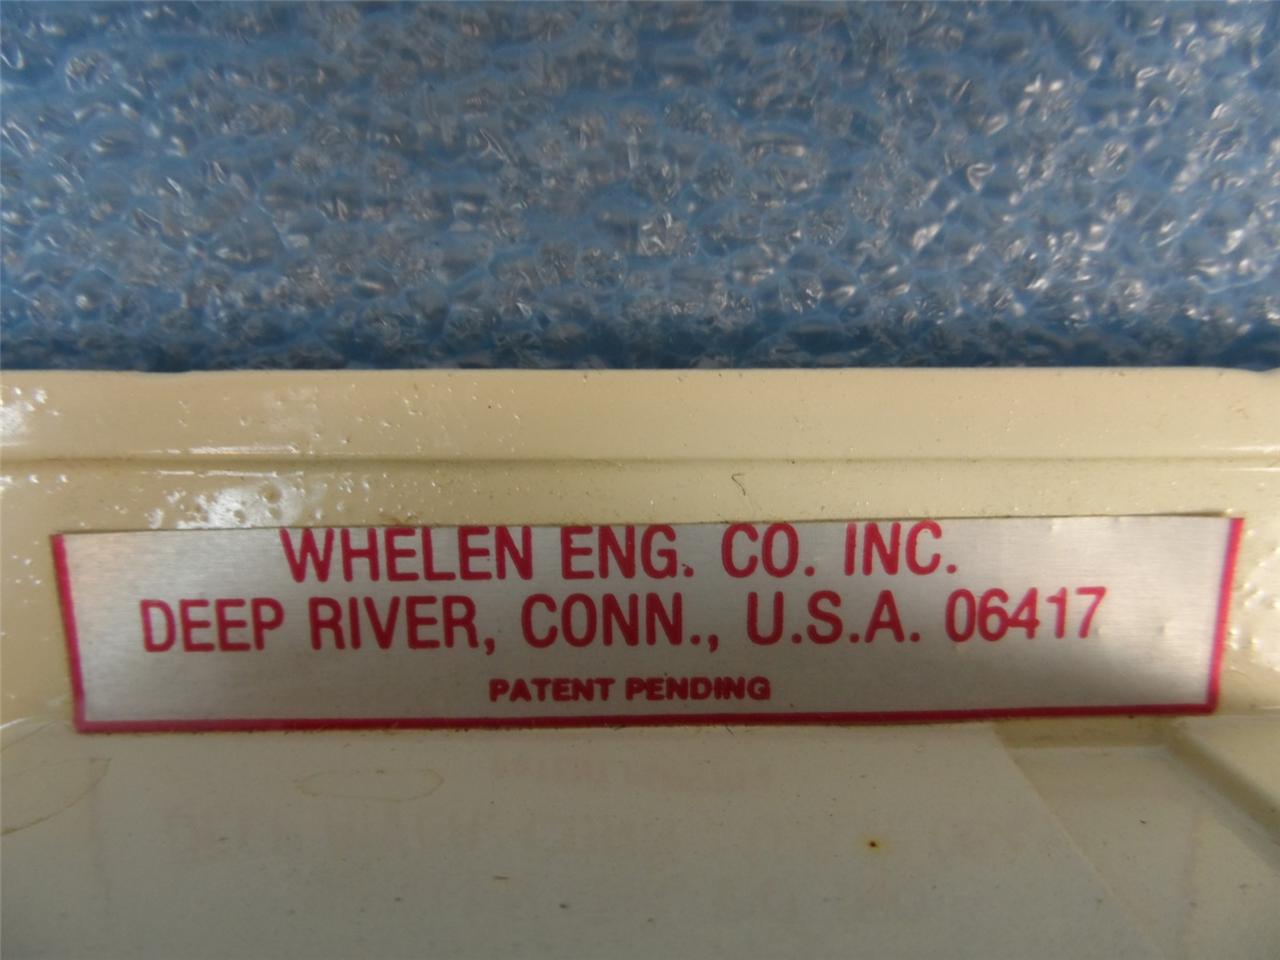 WHELEN ENG. CO. INC.
DEEP RIVER, CONN., U.S.A. 06417
PATENT PENDING